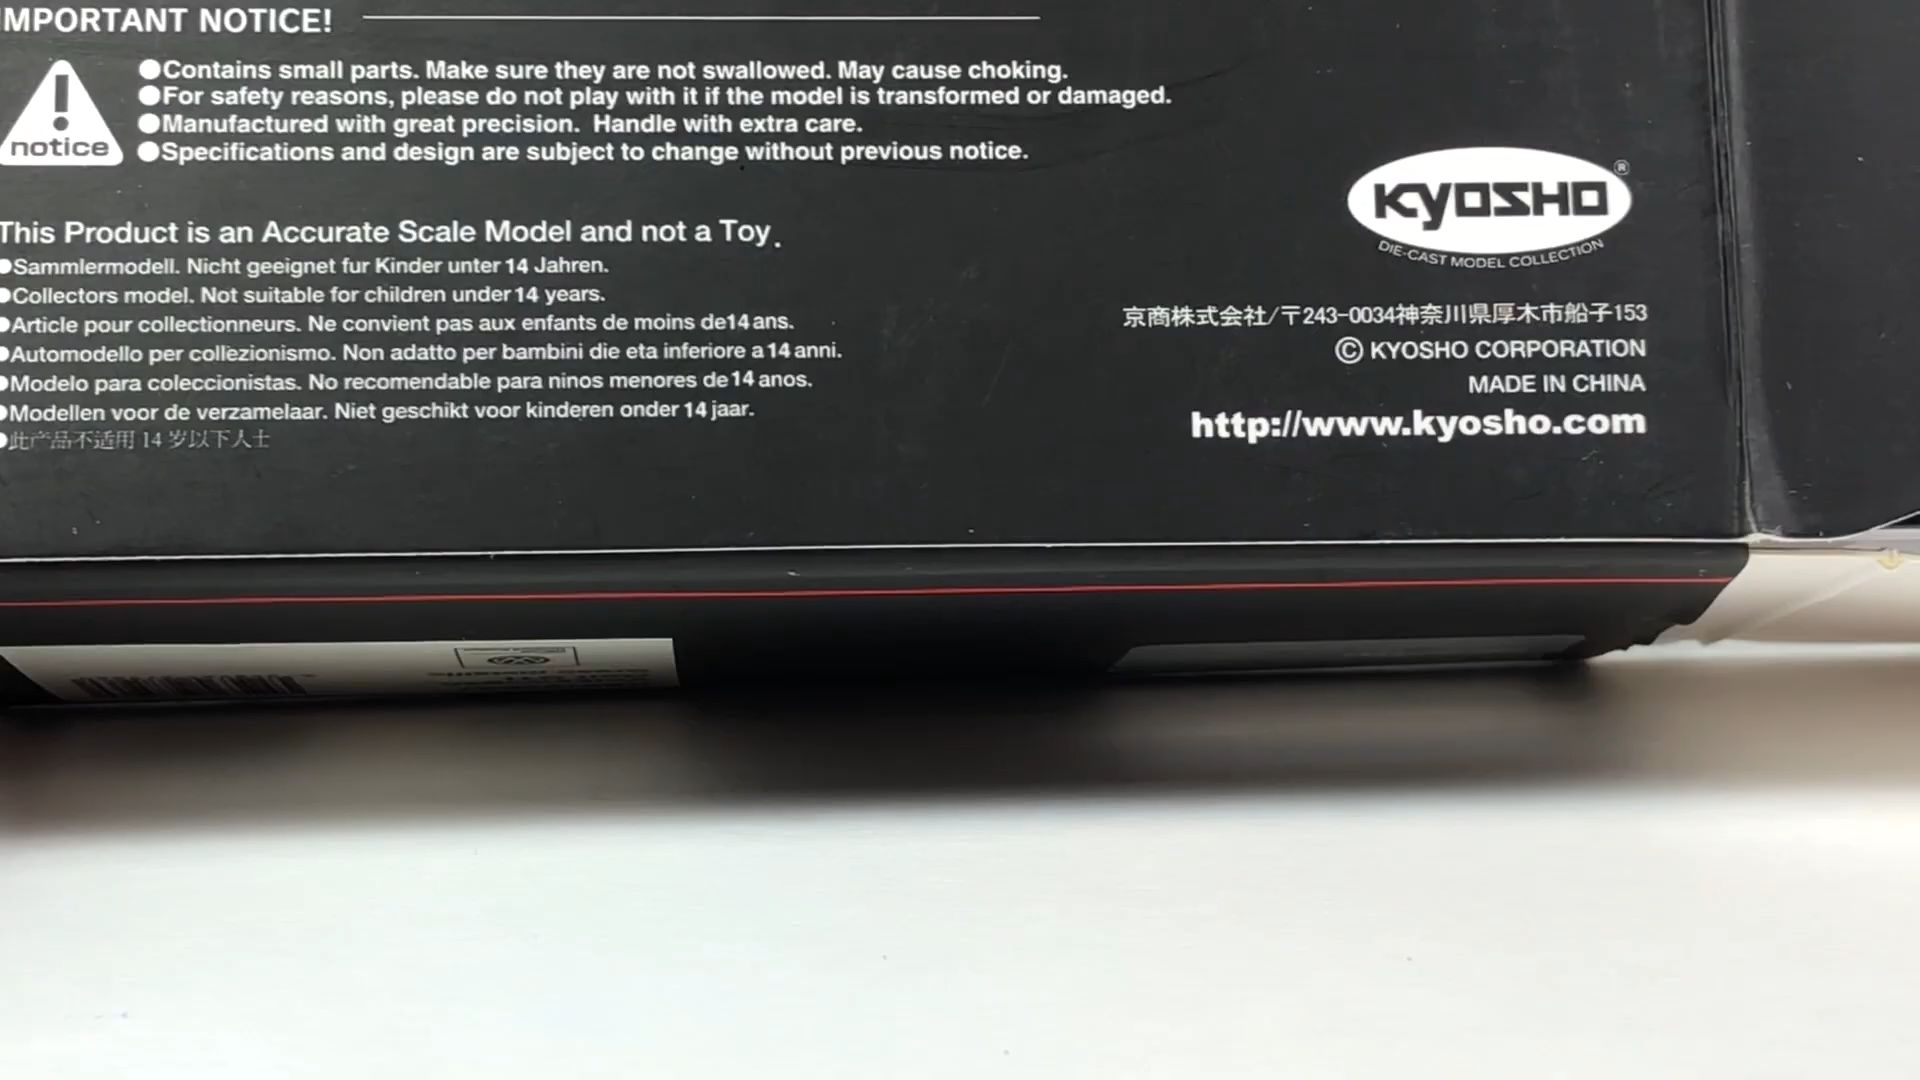 IMPORTANT NOTICE!
notice
●Contains small parts. Make sure they are not swallowed. May cause choking.
●For safety reasons, please do not play with it if the model is transformed or damaged.
●Manufactured with great precision. Handle with extra care.
●Specifications and design are subject to change without previous notice.
This Product is an Accurate Scale Model and not a Toy.
●Sammlermodell. Nicht geeignet fur Kinder unter 14 Jahren.
●Collectors model. Not suitable for children under 14 years.
●Article pour collectionneurs. Ne convient pas aux enfants de moins de14 ans.
●Automodello per collezionismo. Non adatto per bambini die eta inferiore a 14 anni.
●Modelo para coleccionistas. No recomendable para ninos menores de 14 anos.
●Modellen voor de verzamelaar. Niet geschikt voor kinderen onder 14 jaar.
●此产品不适用 14 岁以下人士
KYOSHO ®
DIE-CAST MODEL COLLECTION
京商株式会社/〒243-0034神奈川県厚木市船子153
© KYOSHO CORPORATION
MADE IN CHINA
http://www.kyosho.com